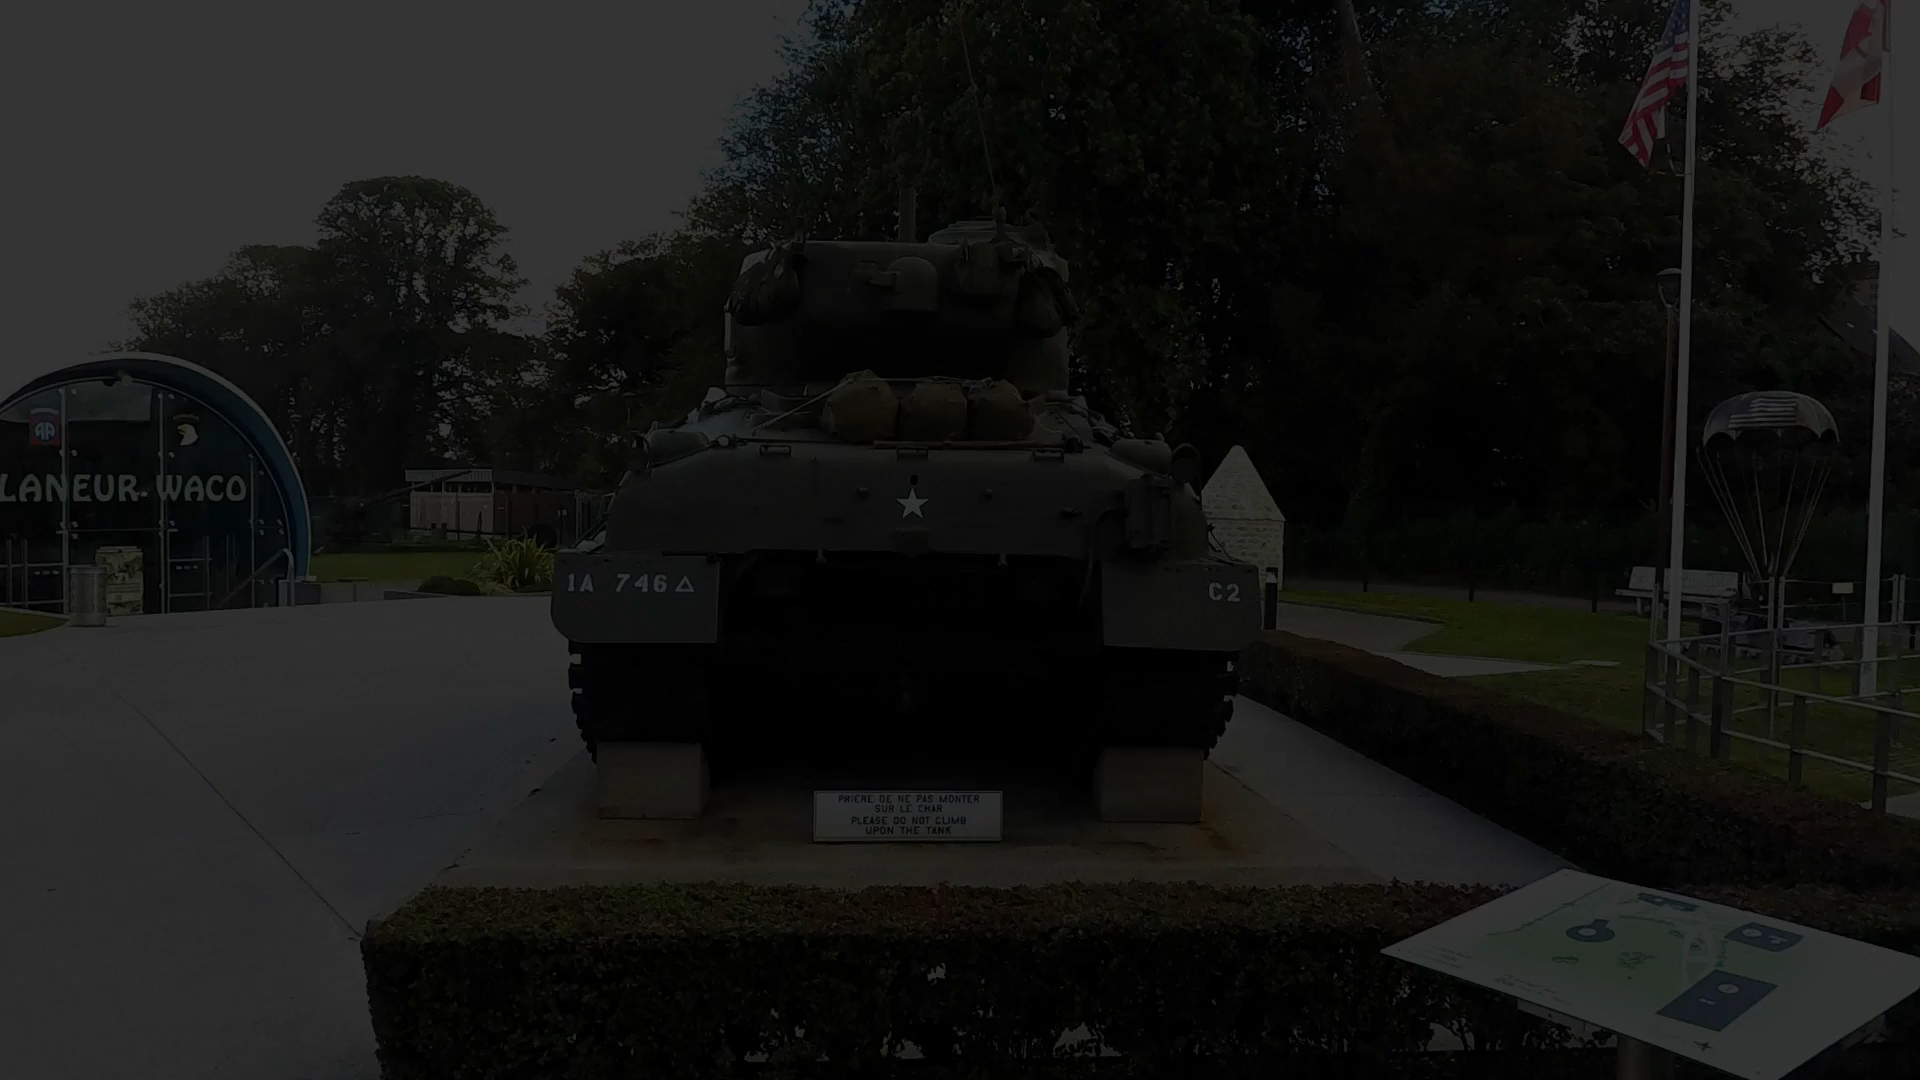 AA
LANEUR-WACO
1A 746
C2
PRIERE DE NE PAS MONTER
SUR LE CHAR
PLEASE DO NOT CLIMB
UPON THE TANK